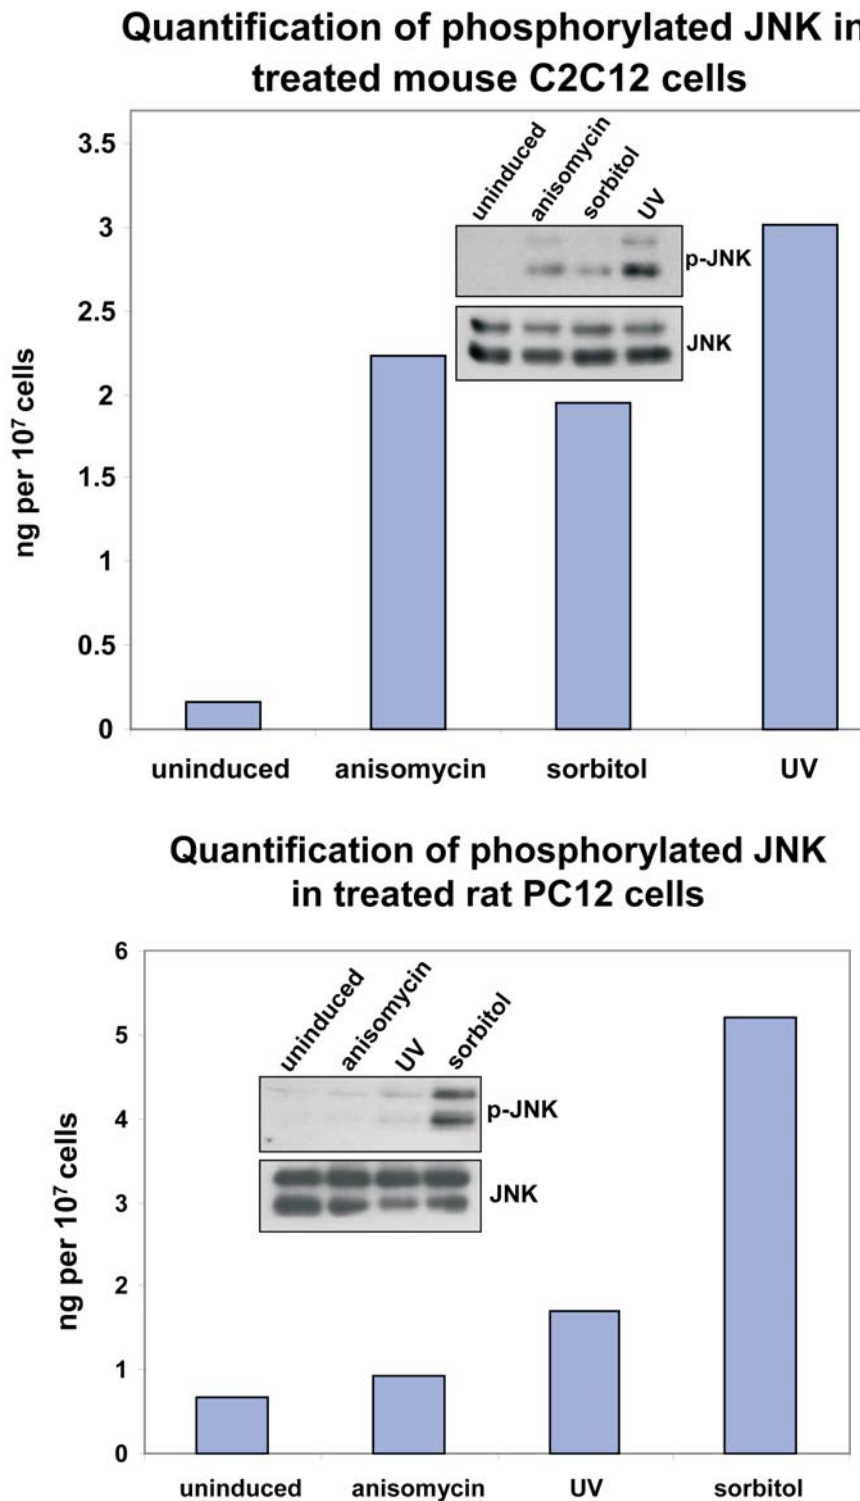 Quantification of phosphorylated JNK in
treated mouse C2C12 cells
3.5
3
2.5
2
1.5
1
0.5
0
ng per 10⁷ cells
uninduced
anisomycin
sorbitol
UV
p-JNK
JNK
uninduced anisomycin sorbitol UV
Quantification of phosphorylated JNK
in treated rat PC12 cells
6
5
4
3
2
1
0
ng per 10⁷ cells
uninduced
anisomycin
UV
sorbitol
p-JNK
JNK
uninduced anisomycin UV sorbitol